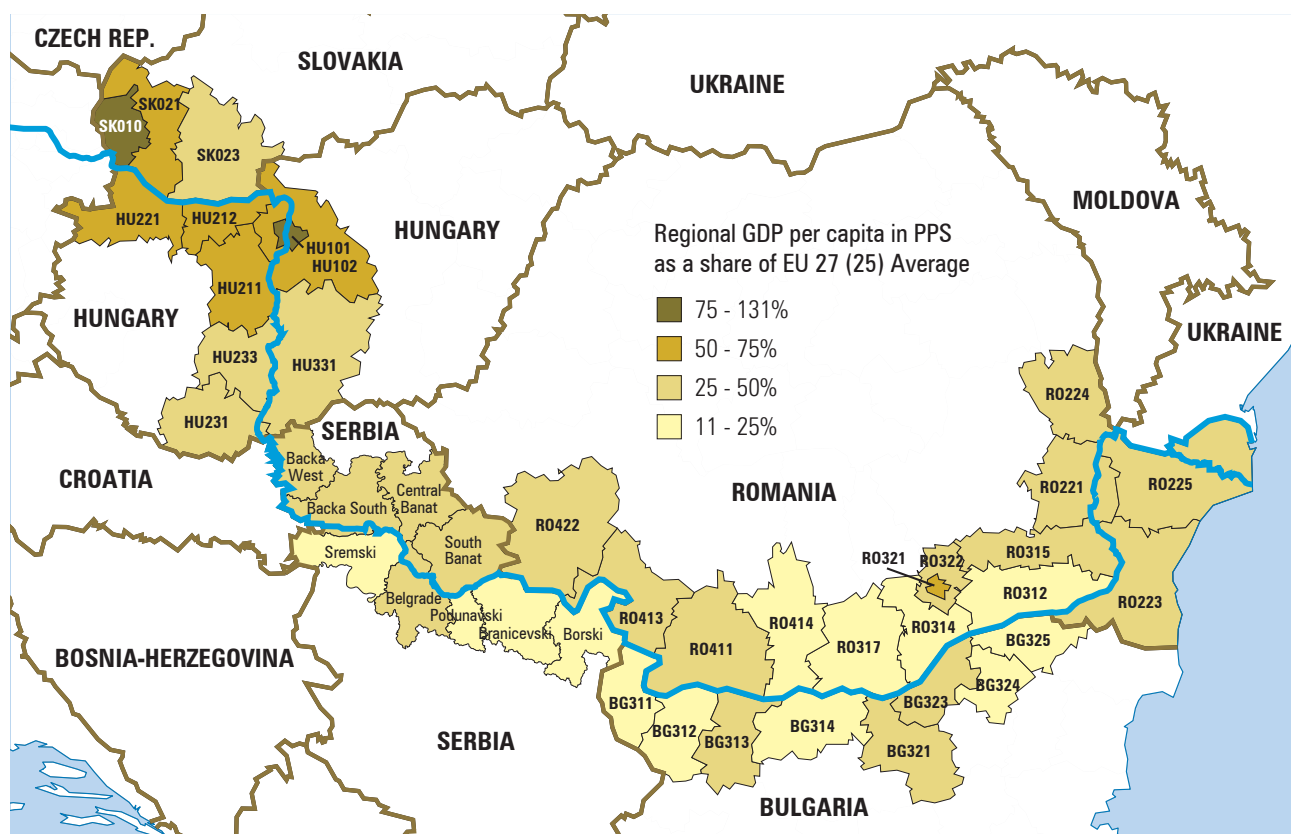 CZECH REP.
SLOVAKIA
UKRAINE
SK021
SK010
SK023
MOLDOVA
HU221
HU212
HUNGARY
HU101
HU102
Regional GDP per capita in PPS
as a share of EU 27 (25) Average
75 - 131%
50 - 75%
25 - 50%
11 - 25%
HU211
HUNGARY
UKRAINE
HU233
HU331
HU231
RO224
SERBIA
CROATIA
Backa
West
Backa South
Central
Banat
ROMANIA
RO221
RO225
Sremski
South
Banat
RO422
RO321
RO322
RO315
RO312
RO223
Belgrade
Podunavski
Branicevski
Borski
RO413
RO411
RO414
RO317
RO314
BG325
BOSNIA-HERZEGOVINA
BG324
BG311
BG323
BG312
BG313
BG314
BG321
SERBIA
BULGARIA